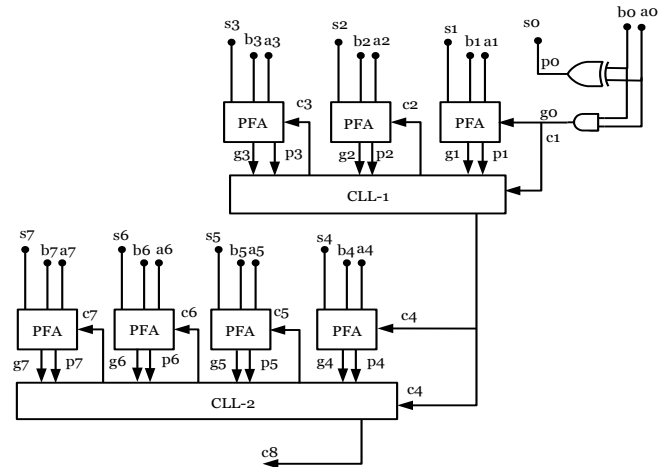 s3 s2 s1 s0 b0 a0
b3 a3 b2 a2 b1 a1 p0
c3 c2 g0
PFA PFA PFA
c1
g3 p3 g2 p2 g1 p1
CLL-1
s7 s6 s5 s4
b7 a7 b6 a6 b5 a5 b4 a4
c7 c6 c5 c4
PFA PFA PFA PFA
g7 p7 g6 p6 g5 p5 g4 p4
c4
CLL-2
c8